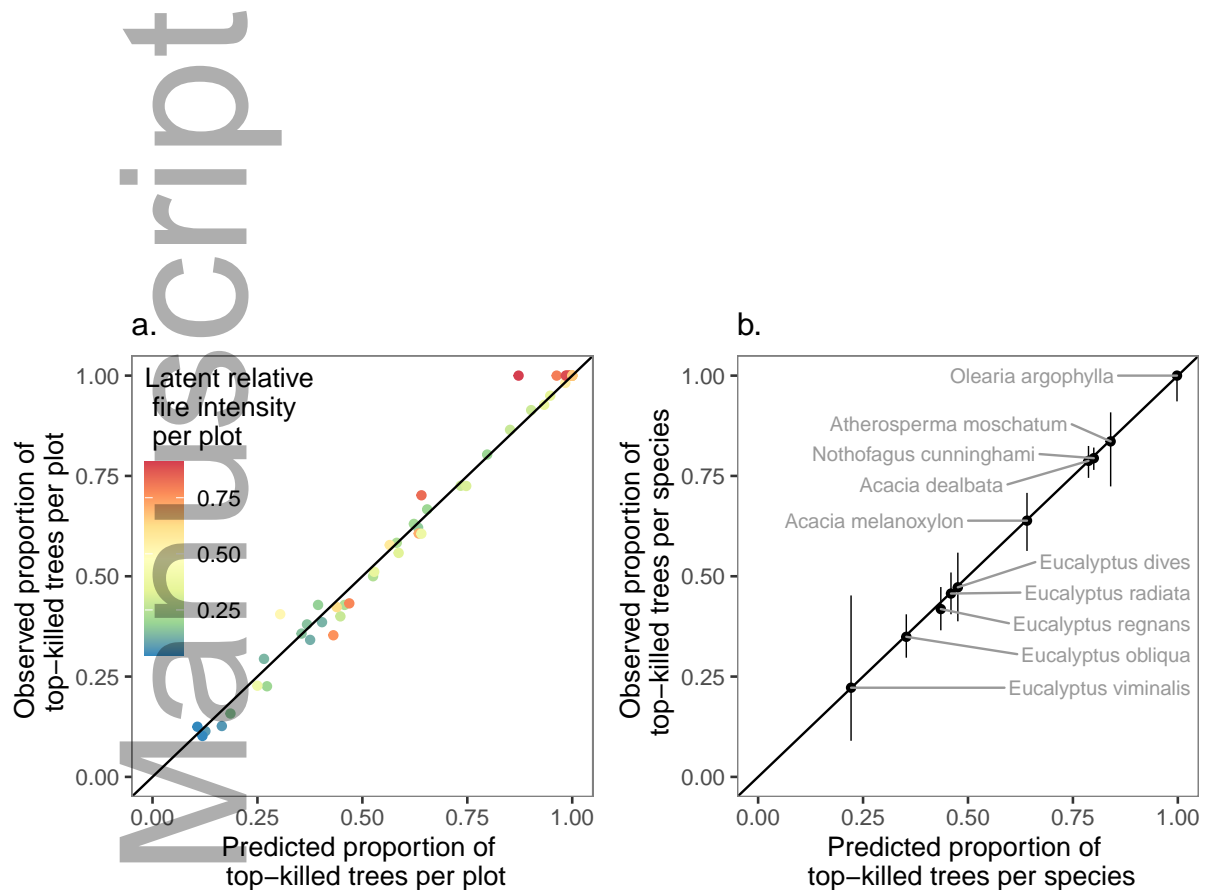 Manuscript
a.
Latent relative
fire intensity
per plot
0.75
0.50
0.25
1.00
0.75
0.50
0.25
0.00
Observed proportion of
top−killed trees per plot
0.00
0.25
0.50
0.75
1.00
Predicted proportion of
top−killed trees per plot
b.
Olearia argophylla
Atherosperma moschatum
Nothofagus cunninghami
Acacia dealbata
Acacia melanoxylon
Eucalyptus dives
Eucalyptus radiata
Eucalyptus regnans
Eucalyptus obliqua
Eucalyptus viminalis
1.00
0.75
0.50
0.25
0.00
Observed proportion of
top−killed trees per species
0.00
0.25
0.50
0.75
1.00
Predicted proportion of
top−killed trees per species